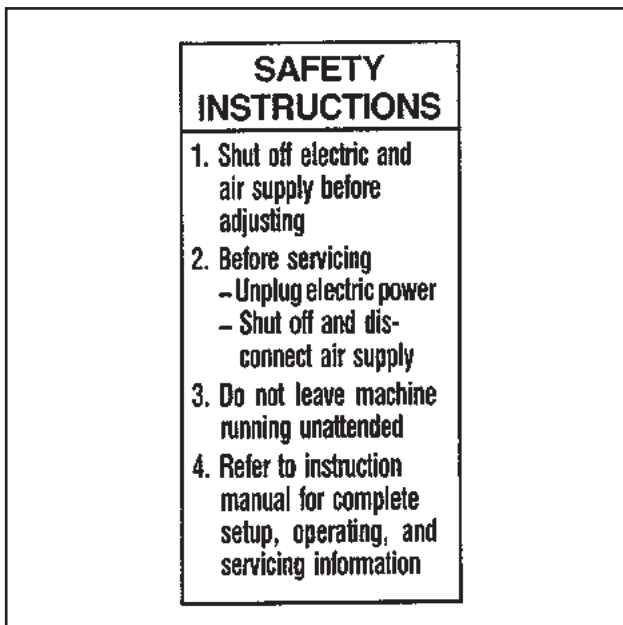 SAFETY
INSTRUCTIONS
1. Shut off electric and
air supply before
adjusting
2. Before servicing
– Unplug electric power
– Shut off and dis-
connect air supply
3. Do not leave machine
running unattended
4. Refer to instruction
manual for complete
setup, operating, and
servicing information